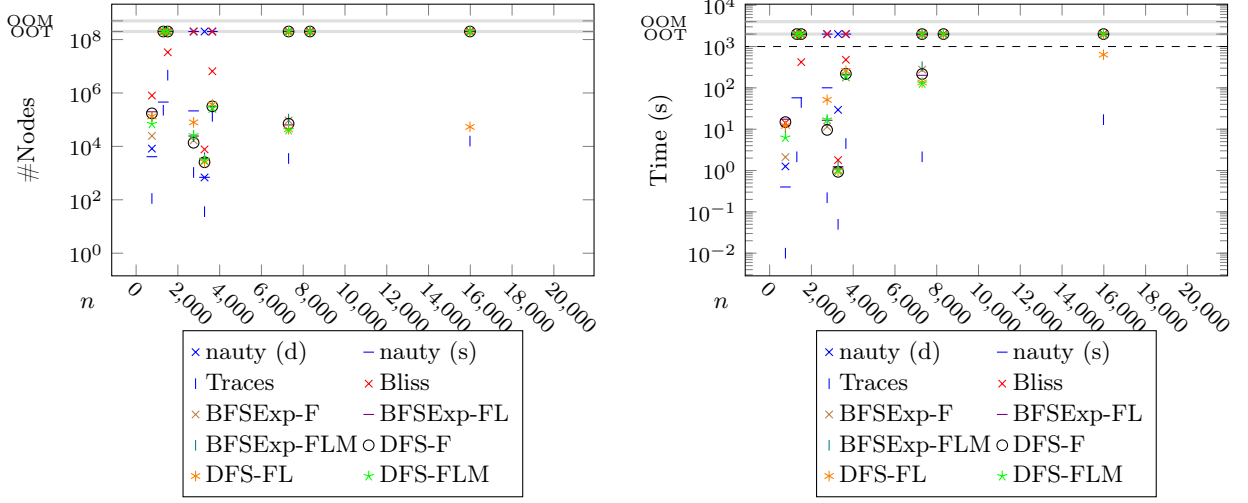 OOM
OOT
10^8
10^6
10^4
10^2
10^0
#Nodes
n
0
2,000
4,000
6,000
8,000
10,000
12,000
14,000
16,000
18,000
20,000
nauty (d) nauty (s)
Traces Bliss
BFSExp-F BFSExp-FL
BFSExp-FLM DFS-F
DFS-FL DFS-FLM
10^4
OOM
OOT
10^3
10^2
10^1
10^0
10^−1
10^−2
Time (s)
n
0
2,000
4,000
6,000
8,000
10,000
12,000
14,000
16,000
18,000
20,000
nauty (d) nauty (s)
Traces Bliss
BFSExp-F BFSExp-FL
BFSExp-FLM DFS-F
DFS-FL DFS-FLM